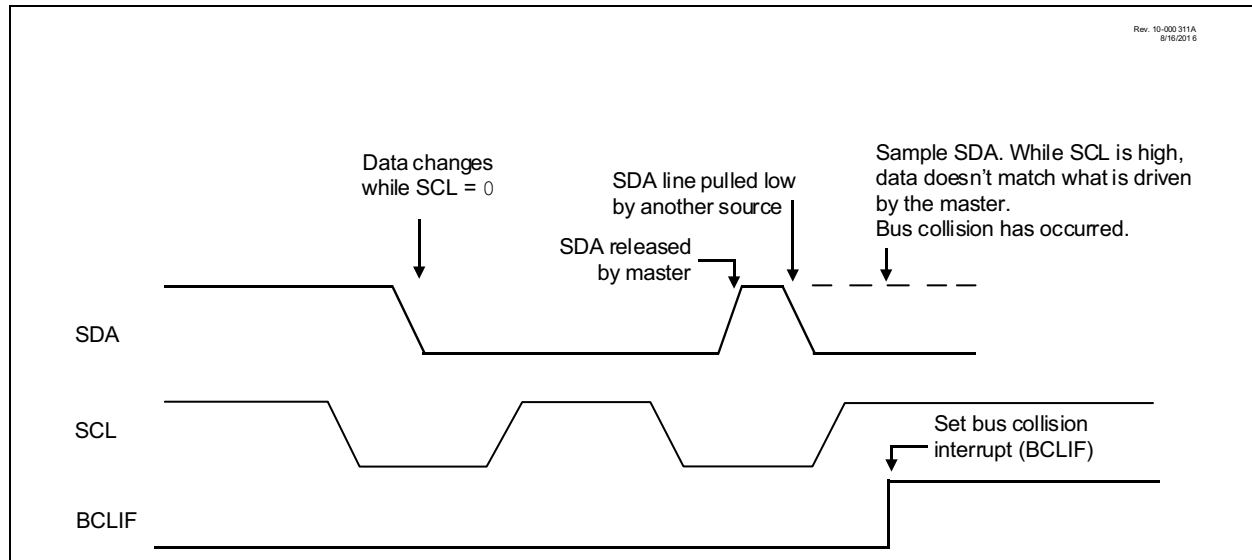 Rev. 10-000 311A
8/16/201 6
Data changes
while SCL = 0
SDA line pulled low
by another source
SDA released
by master
Sample SDA. While SCL is high,
data doesn't match what is driven
by the master.
Bus collision has occurred.
SDA
SCL
Set bus collision
interrupt (BCLIF)
BCLIF